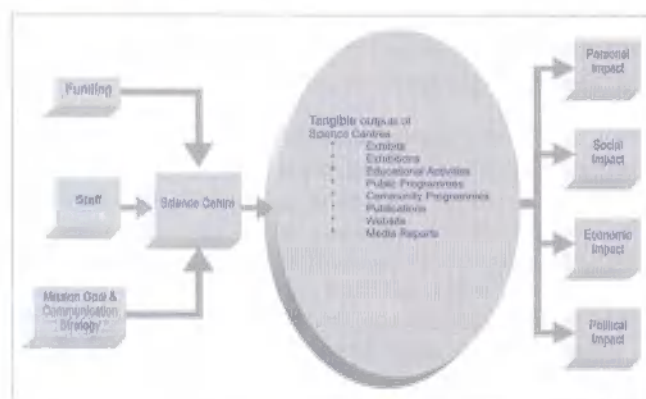 Funding
Staff
Mission Goal &
Communication
Strategy
Science Centre
Tangible outputs of
Science Centres
• Exhibits
• Exhibitions
• Educational Activities
• Public Programmes
• Community Programmes
• Publications
• Website
• Media Reports
Personal
Impact
Social
Impact
Economic
Impact
Political
Impact